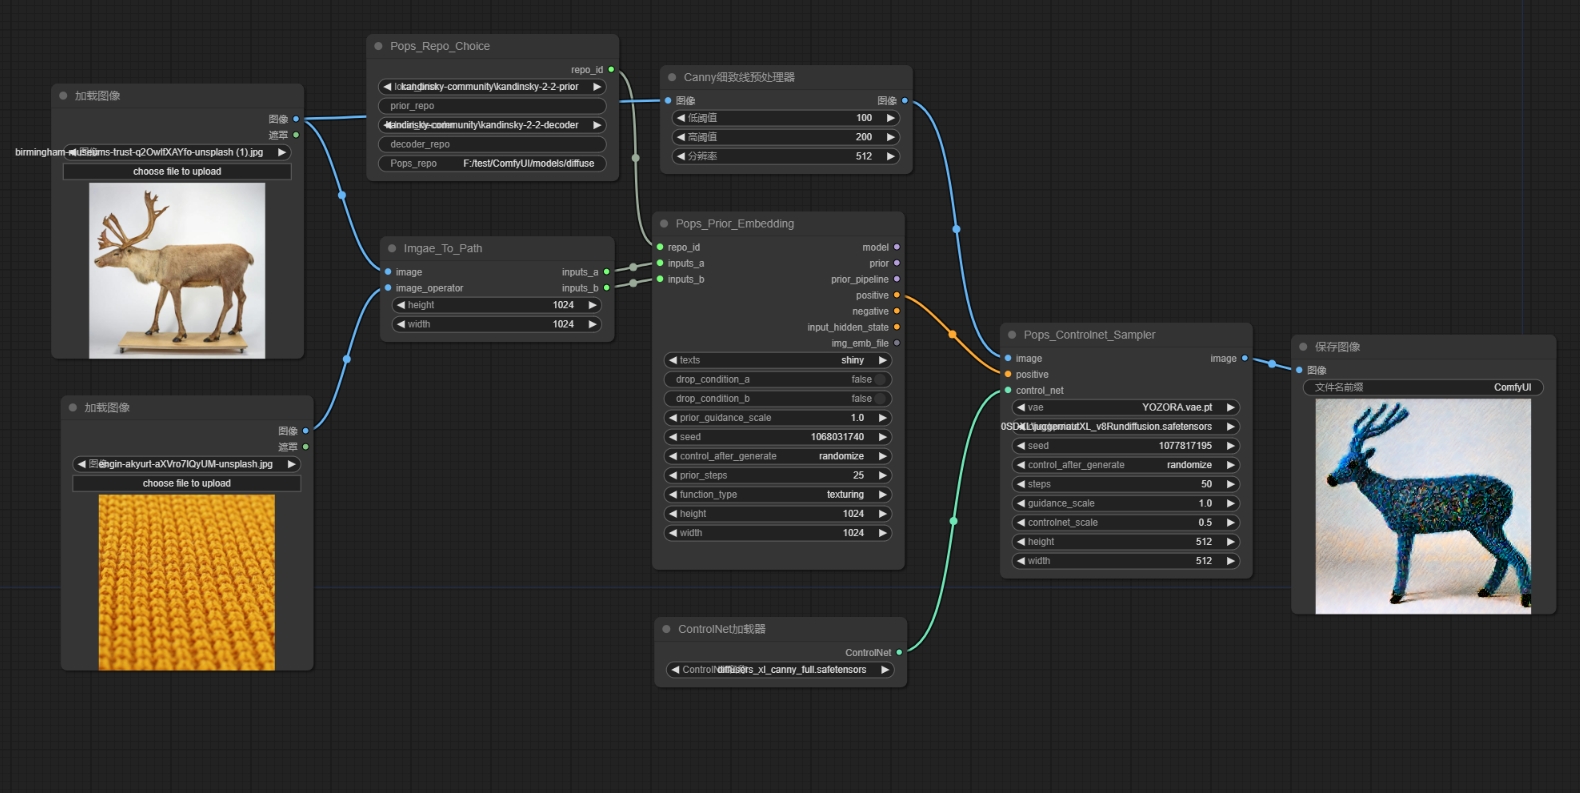 加载图像
图像
遮罩
birmingham-museums-trust-q2OwlfXAYfo-unsplash (1).jpg
choose file to upload
加载图像
图像
遮罩
engin-akyurt-aXVro7IQyUM-unsplash.jpg
choose file to upload
Pops_Repo_Choice
repo_id
kandinsky-community\kandinsky-2-2-prior
prior_repo
kandinsky-community\kandinsky-2-2-decoder
decoder_repo
Pops_repo F:/test/ComfyUI/models/diffuse
Imgae_To_Path
image inputs_a
image_operator inputs_b
height 1024
width 1024
Canny细致线预处理器
图像 图像
低阈值 100
高阈值 200
分辨率 512
Pops_Prior_Embedding
repo_id model
inputs_a prior
inputs_b prior_pipeline
positive
negative
input_hidden_state
img_emb_file
texts shiny
drop_condition_a false
drop_condition_b false
prior_guidance_scale 1.0
seed 1068031740
control_after_generate randomize
prior_steps 25
function_type texturing
height 1024
width 1024
ControlNet加载器
ControlNet
diffusers_xl_canny_full.safetensors
Pops_Controlnet_Sampler
image image
positive
control_net
vae YOZORA.vae.pt
juggernautXL_v8Rundiffusion.safetensors
seed 1077817195
control_after_generate randomize
steps 50
guidance_scale 1.0
controlnet_scale 0.5
height 512
width 512
保存图像
图像
文件名前缀 ComfyUI